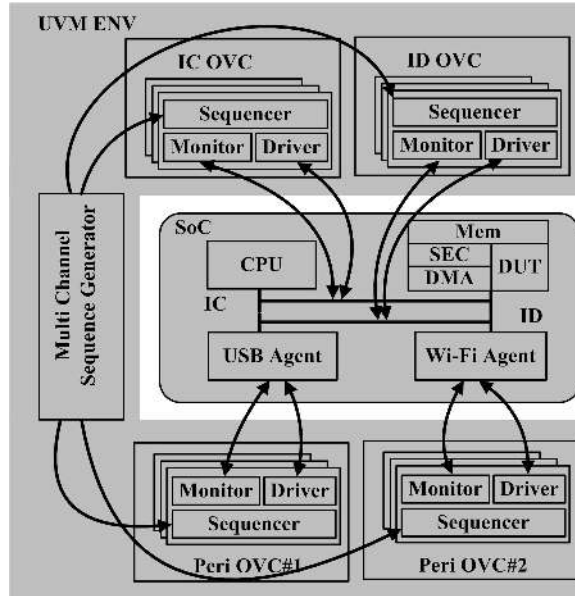 UVM ENV
IC OVC
Sequencer
Monitor
Driver
ID OVC
Sequencer
Monitor
Driver
Multi Channel
Sequence Generator
SoC
CPU
Mem
SEC
DMA
DUT
IC
ID
USB Agent
Wi-Fi Agent
Monitor
Driver
Sequencer
Peri OVC#1
Monitor
Driver
Sequencer
Peri OVC#2